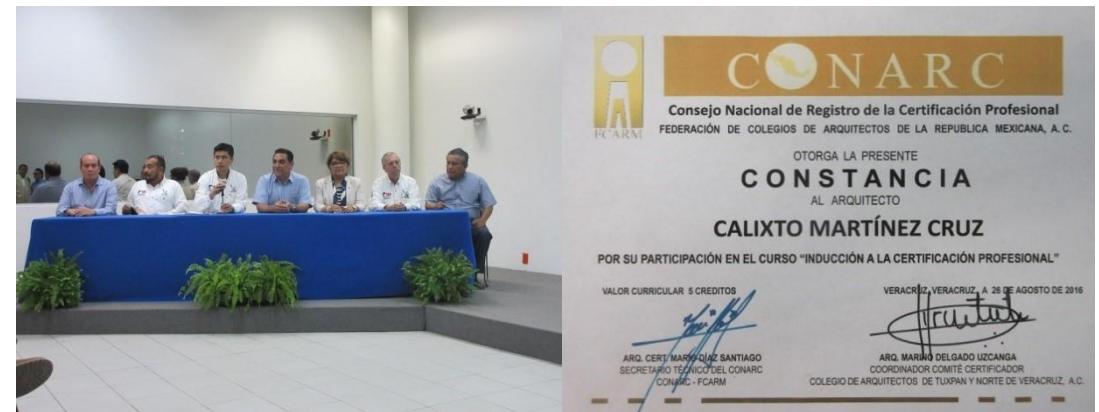 CONARC
FCARM
Consejo Nacional de Registro de la Certificación Profesional
FEDERACIÓN DE COLEGIOS DE ARQUITECTOS DE LA REPUBLICA MEXICANA, A.C.
OTORGA LA PRESENTE
CONSTANCIA
AL ARQUITECTO
CALIXTO MARTÍNEZ CRUZ
POR SU PARTICIPACIÓN EN EL CURSO "INDUCCIÓN A LA CERTIFICACIÓN PROFESIONAL"
VALOR CURRICULAR 5 CREDITOS
VERACRUZ, VERACRUZ, A 26 DE AGOSTO DE 2016
ARQ. CERT. MARIO DÍAZ SANTIAGO
SECRETARIO TÉCNICO DEL CONARC
CONARC - FCARM
ARQ. MARINO DELGADO UZCANGA
COORDINADOR COMITÉ CERTIFICADOR
COLEGIO DE ARQUITECTOS DE TUXPAN Y NORTE DE VERACRUZ, A.C.